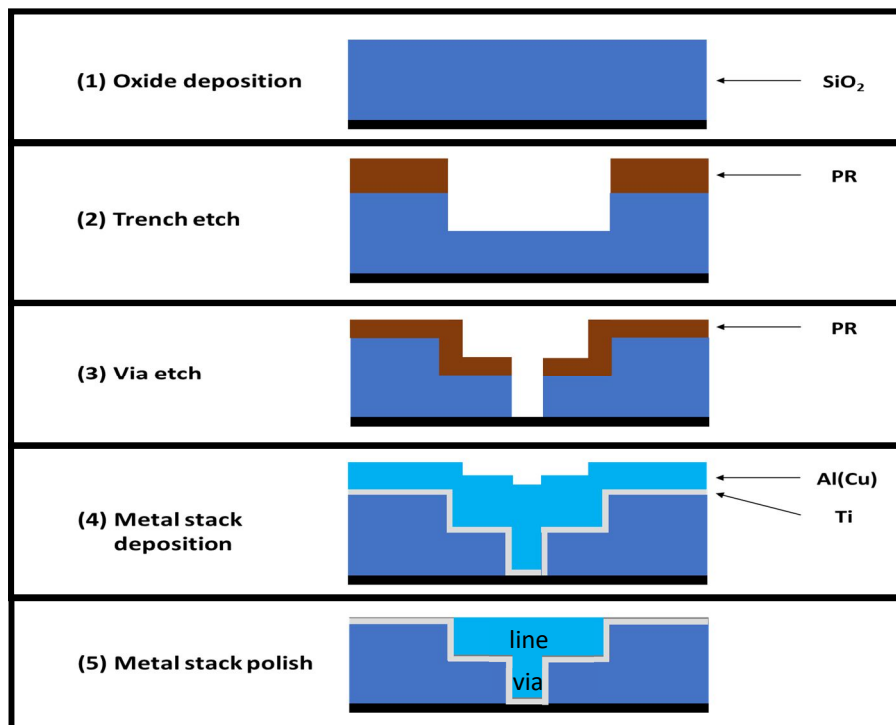 (1) Oxide deposition
SiO₂
(2) Trench etch
PR
(3) Via etch
PR
(4) Metal stack
deposition
Al(Cu)
Ti
(5) Metal stack polish
line
via